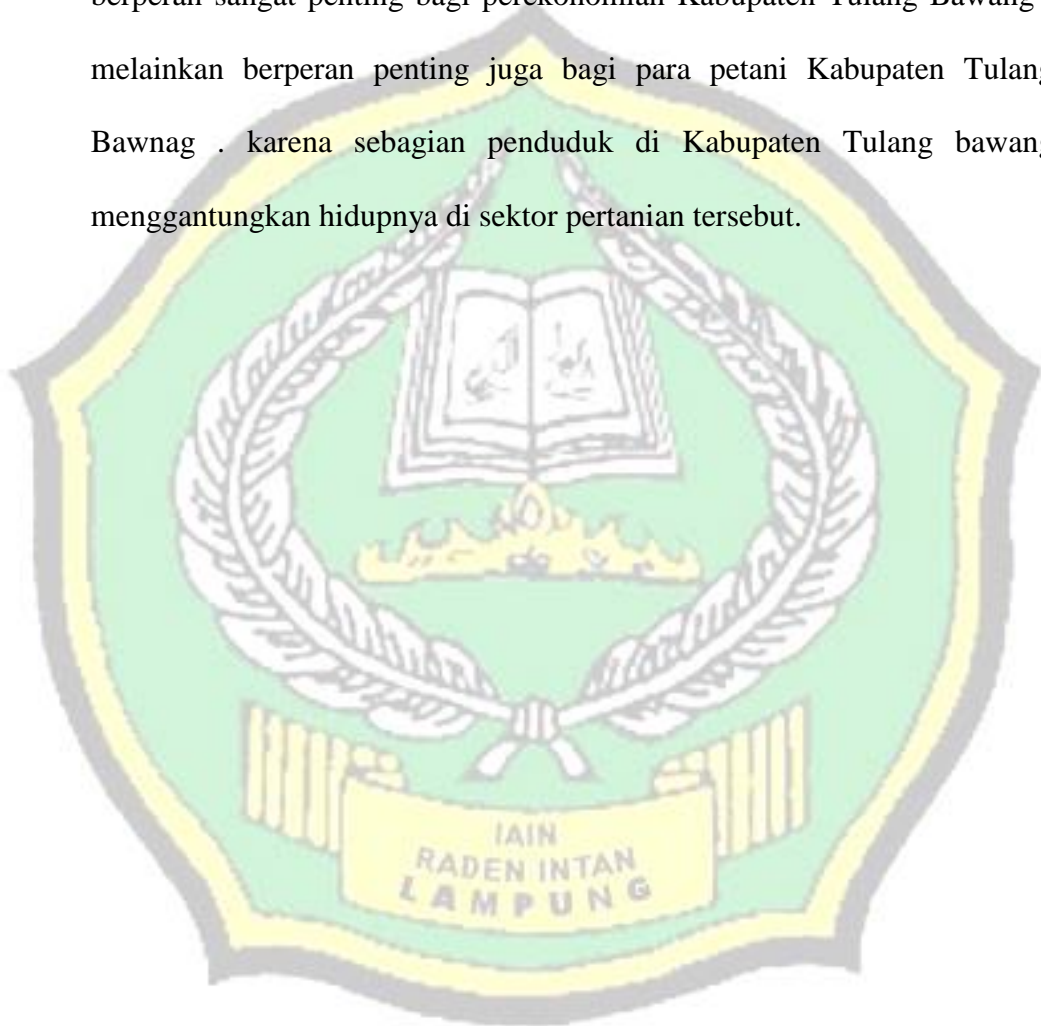 berperan sangat penting bagi perekonomian Kabupaten Tulang Bawang
melainkan berperan penting juga bagi para petani Kabupaten Tulang
Bawnag . karena sebagian penduduk di Kabupaten Tulang bawang
menggantungkan hidupnya di sektor pertanian tersebut.
IAIN
RADEN INTAN
LAMPUNG